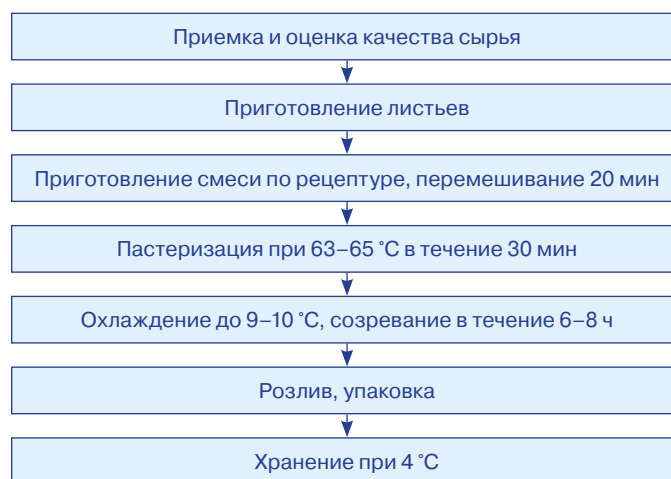 Приемка и оценка качества сырья
Приготовление листьев
Приготовление смеси по рецептуре, перемешивание 20 мин
Пастеризация при 63–65 ˚С в течение 30 мин
Охлаждение до 9–10 ˚С, созревание в течение 6–8 ч
Розлив, упаковка
Хранение при 4 ˚С